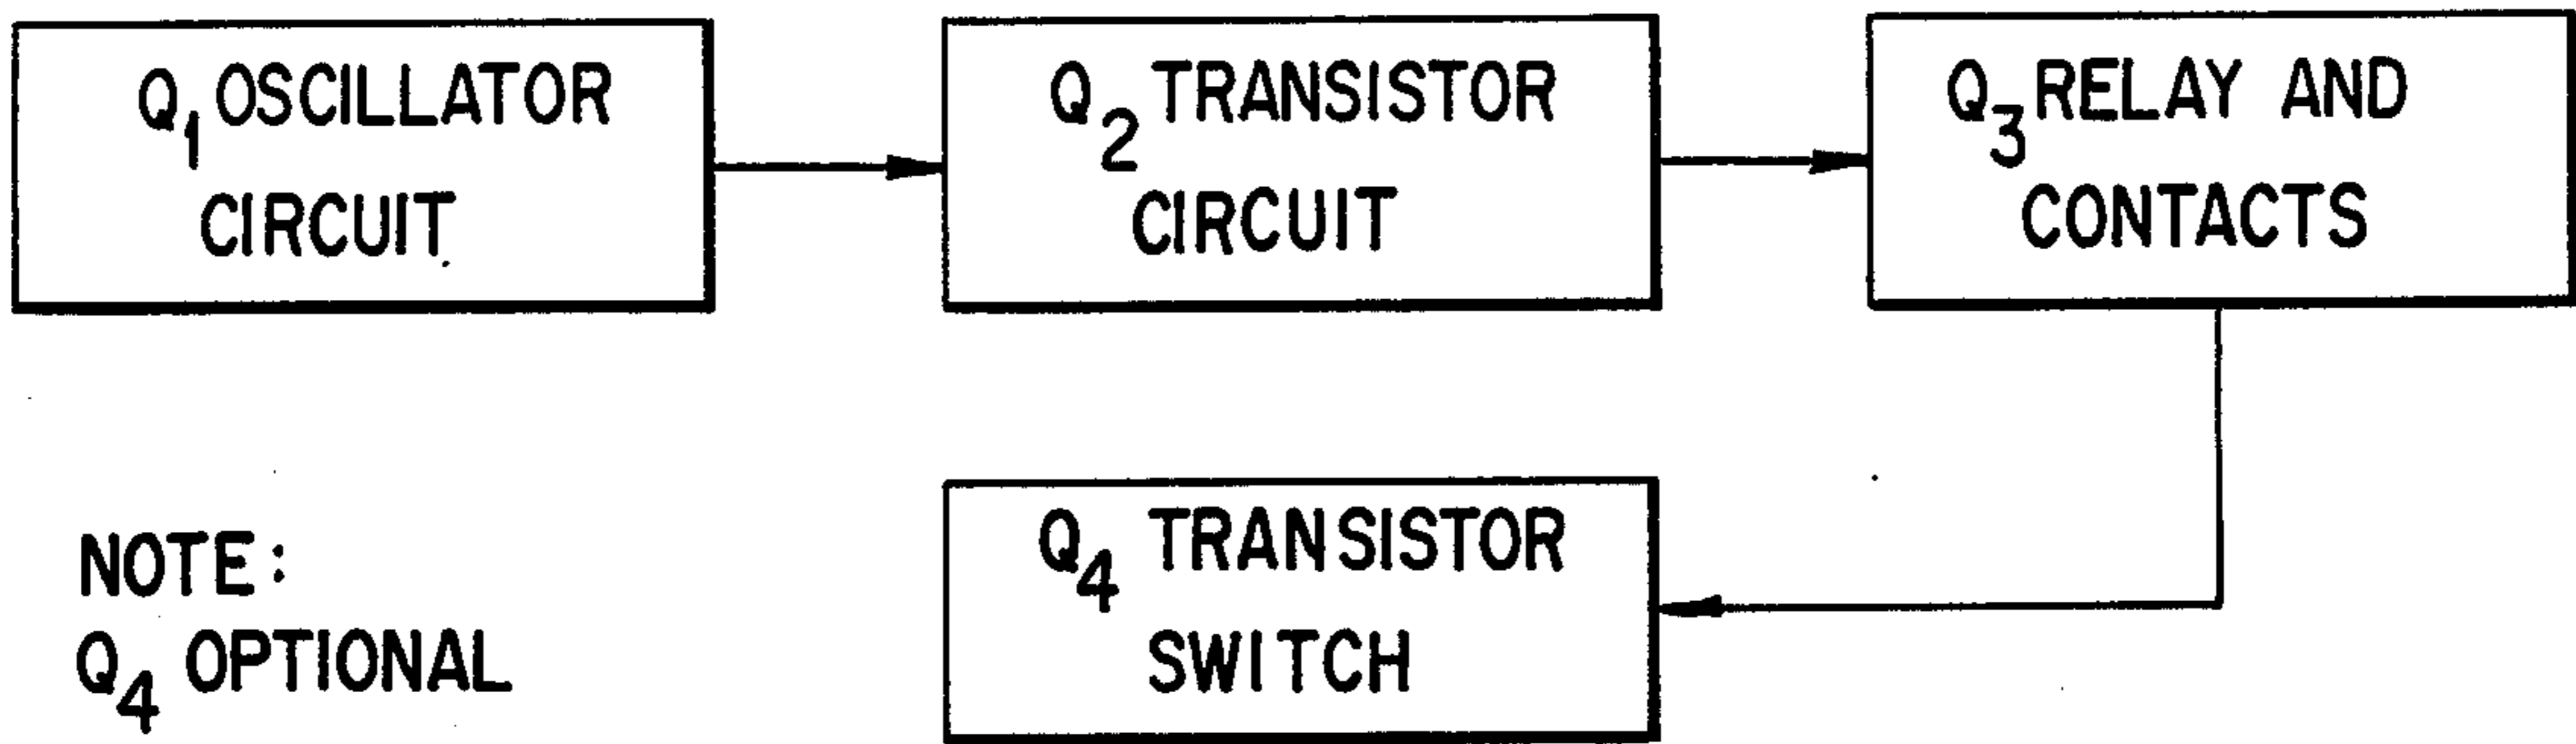 Q₁ OSCILLATOR
CIRCUIT
Q₂ TRANSISTOR
CIRCUIT
Q₃ RELAY AND
CONTACTS
Q₄ TRANSISTOR
SWITCH
NOTE:
Q₄ OPTIONAL